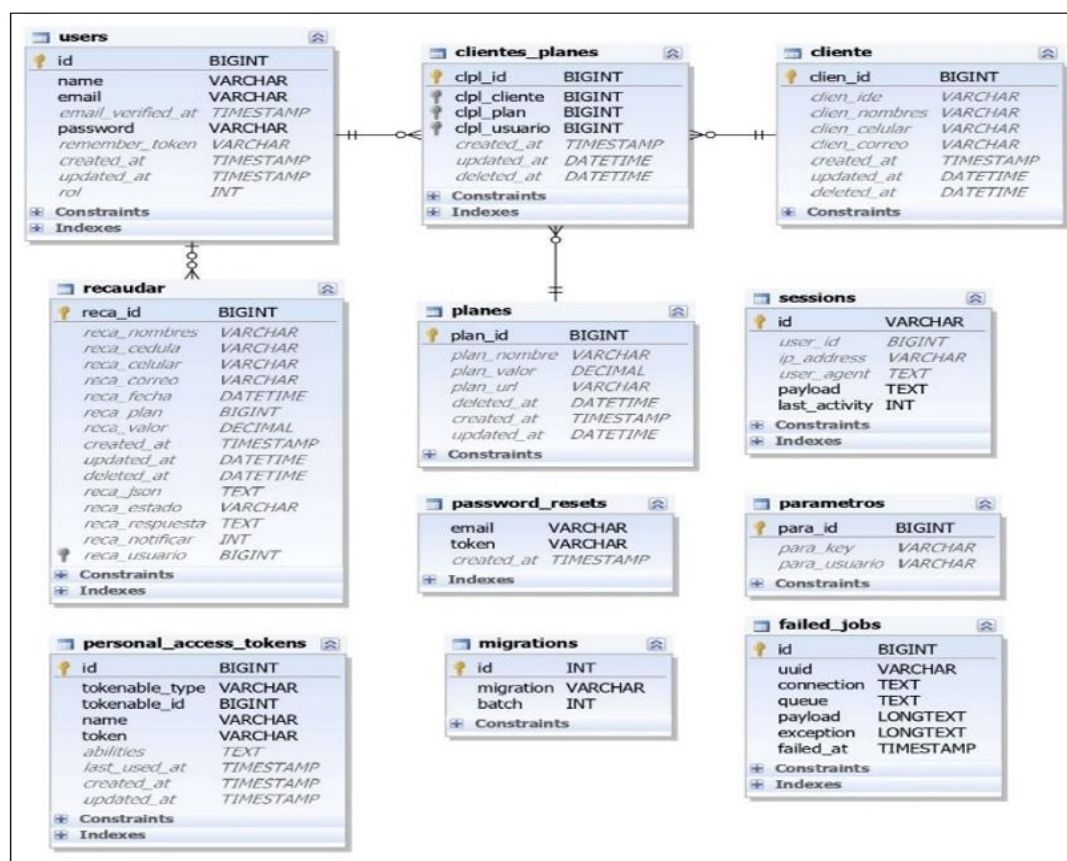 users
id BIGINT
name VARCHAR
email VARCHAR
email_verified_at TIMESTAMP
password VARCHAR
remember_token VARCHAR
created_at TIMESTAMP
updated_at TIMESTAMP
rol INT
Constraints
Indexes
clientes_planes
clpl_id BIGINT
clpl_cliente BIGINT
clpl_plan BIGINT
clpl_usuario BIGINT
created_at TIMESTAMP
updated_at DATETIME
deleted_at DATETIME
Constraints
Indexes
cliente
clien_id BIGINT
clien_ide VARCHAR
clien_nombres VARCHAR
clien_celular VARCHAR
clien_correo VARCHAR
created_at TIMESTAMP
updated_at DATETIME
deleted_at DATETIME
Constraints
recaudar
reca_id BIGINT
reca_nombres VARCHAR
reca_cedula VARCHAR
reca_celular VARCHAR
reca_correo VARCHAR
reca_fecha DATETIME
reca_plan BIGINT
reca_valor DECIMAL
created_at TIMESTAMP
updated_at DATETIME
deleted_at DATETIME
reca_json TEXT
reca_estado VARCHAR
reca_respuesta TEXT
reca_notificar INT
reca_usuario BIGINT
Constraints
Indexes
planes
plan_id BIGINT
plan_nombre VARCHAR
plan_valor DECIMAL
plan_url VARCHAR
deleted_at DATETIME
created_at TIMESTAMP
updated_at DATETIME
Constraints
sessions
id VARCHAR
user_id BIGINT
ip_address VARCHAR
user_agent TEXT
payload TEXT
last_activity INT
Constraints
Indexes
password_resets
email VARCHAR
token VARCHAR
created_at TIMESTAMP
Indexes
parametros
para_id BIGINT
para_key VARCHAR
para_usuario VARCHAR
Constraints
personal_access_tokens
id BIGINT
tokenable_type VARCHAR
tokenable_id BIGINT
name VARCHAR
token VARCHAR
abilities TEXT
last_used_at TIMESTAMP
created_at TIMESTAMP
updated_at TIMESTAMP
Constraints
Indexes
migrations
id INT
migration VARCHAR
batch INT
Constraints
failed_jobs
id BIGINT
uuid VARCHAR
connection TEXT
queue TEXT
payload LONGTEXT
exception LONGTEXT
failed_at TIMESTAMP
Constraints
Indexes